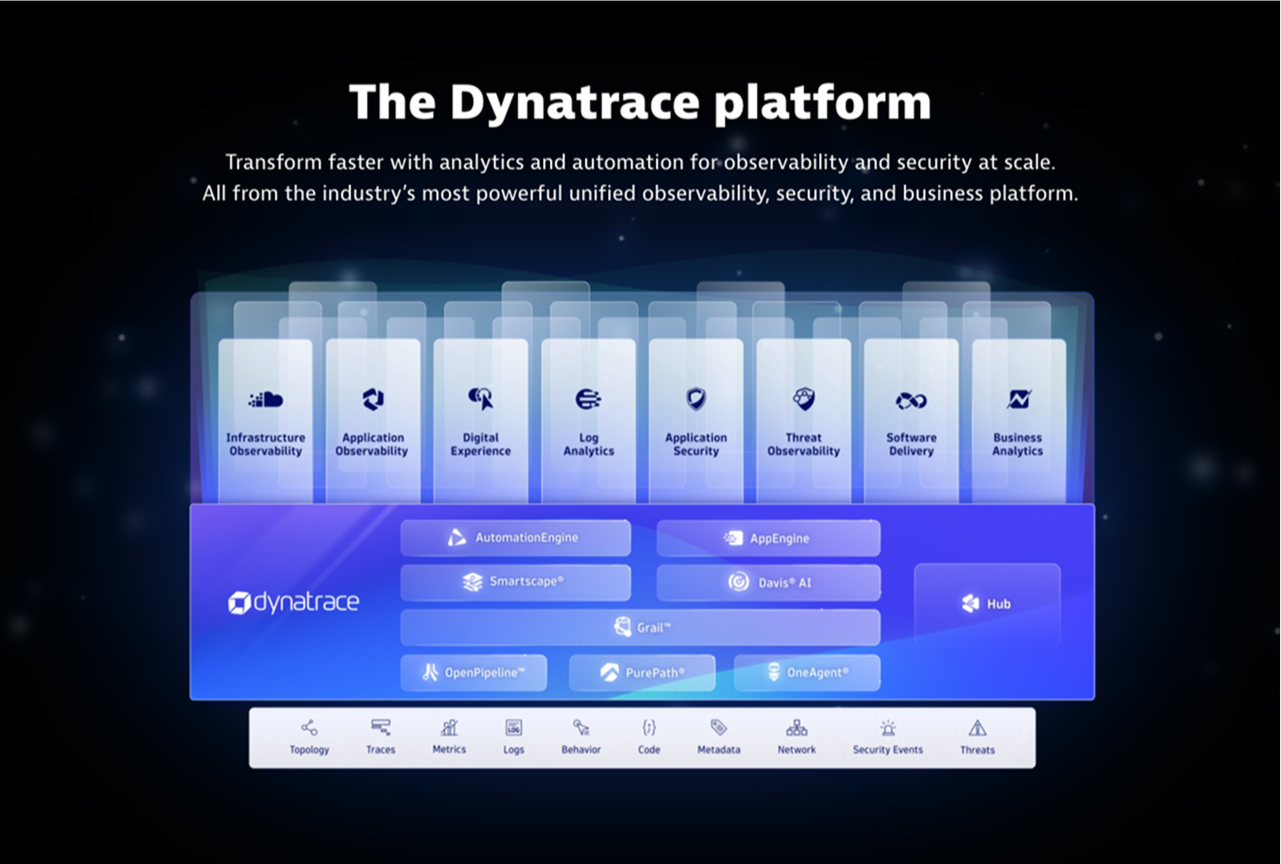 The Dynatrace platform
Transform faster with analytics and automation for observability and security at scale.
All from the industry’s most powerful unified observability, security, and business platform.
Infrastructure
Observability
Application
Observability
Digital
Experience
Log
Analytics
Application
Security
Threat
Observability
Software
Delivery
Business
Analytics
dynatrace
AutomationEngine
AppEngine
Smartscape®
Davis® AI
Grail™
OpenPipeline™
PurePath®
OneAgent®
Hub
Topology
Traces
Metrics
LOG
Logs
Behavior
Code
Metadata
Network
Security Events
Threats